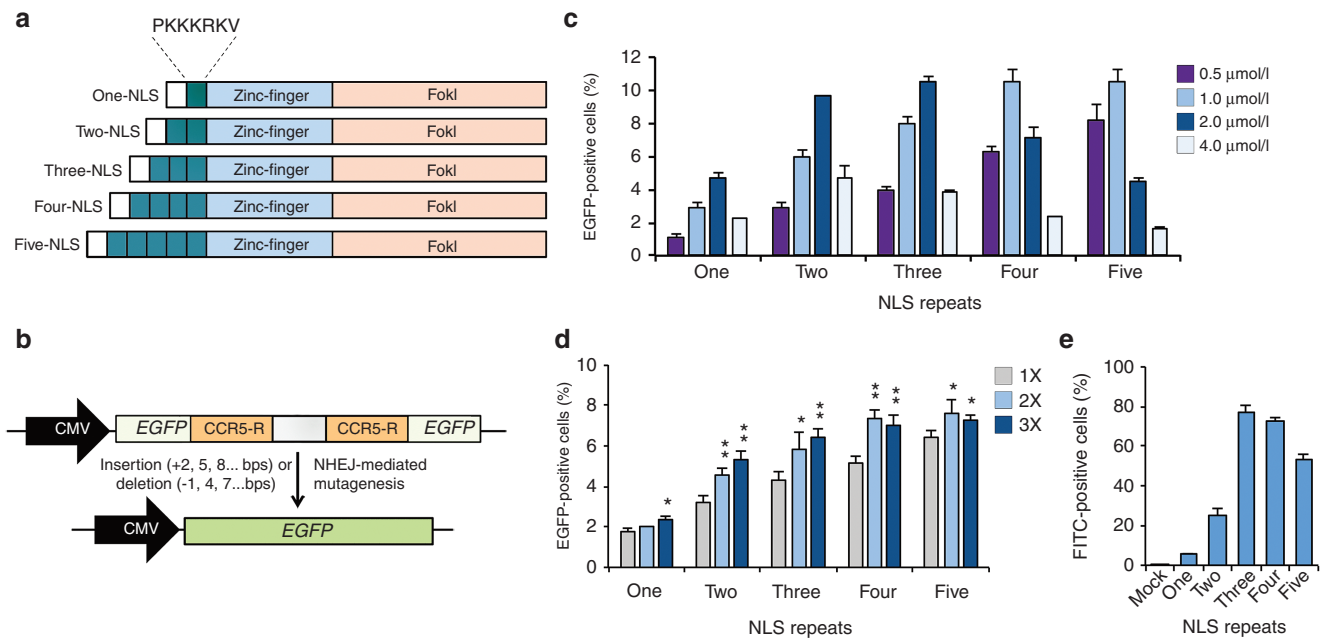 a
PKKKRKV
One-NLS
Zinc-finger
FokI
Two-NLS
Zinc-finger
FokI
Three-NLS
Zinc-finger
FokI
Four-NLS
Zinc-finger
FokI
Five-NLS
Zinc-finger
FokI
b
CMV
EGFP
CCR5-R
CCR5-R
EGFP
Insertion (+2, 5, 8... bps) or
deletion (-1, 4, 7...bps)
NHEJ-mediated
mutagenesis
CMV
EGFP
c
EGFP-positive cells (%)
12
10
8
6
4
2
0
One
Two
Three
Four
Five
NLS repeats
0.5 μmol/l
1.0 μmol/l
2.0 μmol/l
4.0 μmol/l
d
EGFP-positive cells (%)
10
8
6
4
2
0
*
**
**
*
**
**
**
*
*
One
Two
Three
Four
Five
NLS repeats
1X
2X
3X
e
FITC-positive cells (%)
100
80
60
40
20
0
Mock
One
Two
Three
Four
Five
NLS repeats